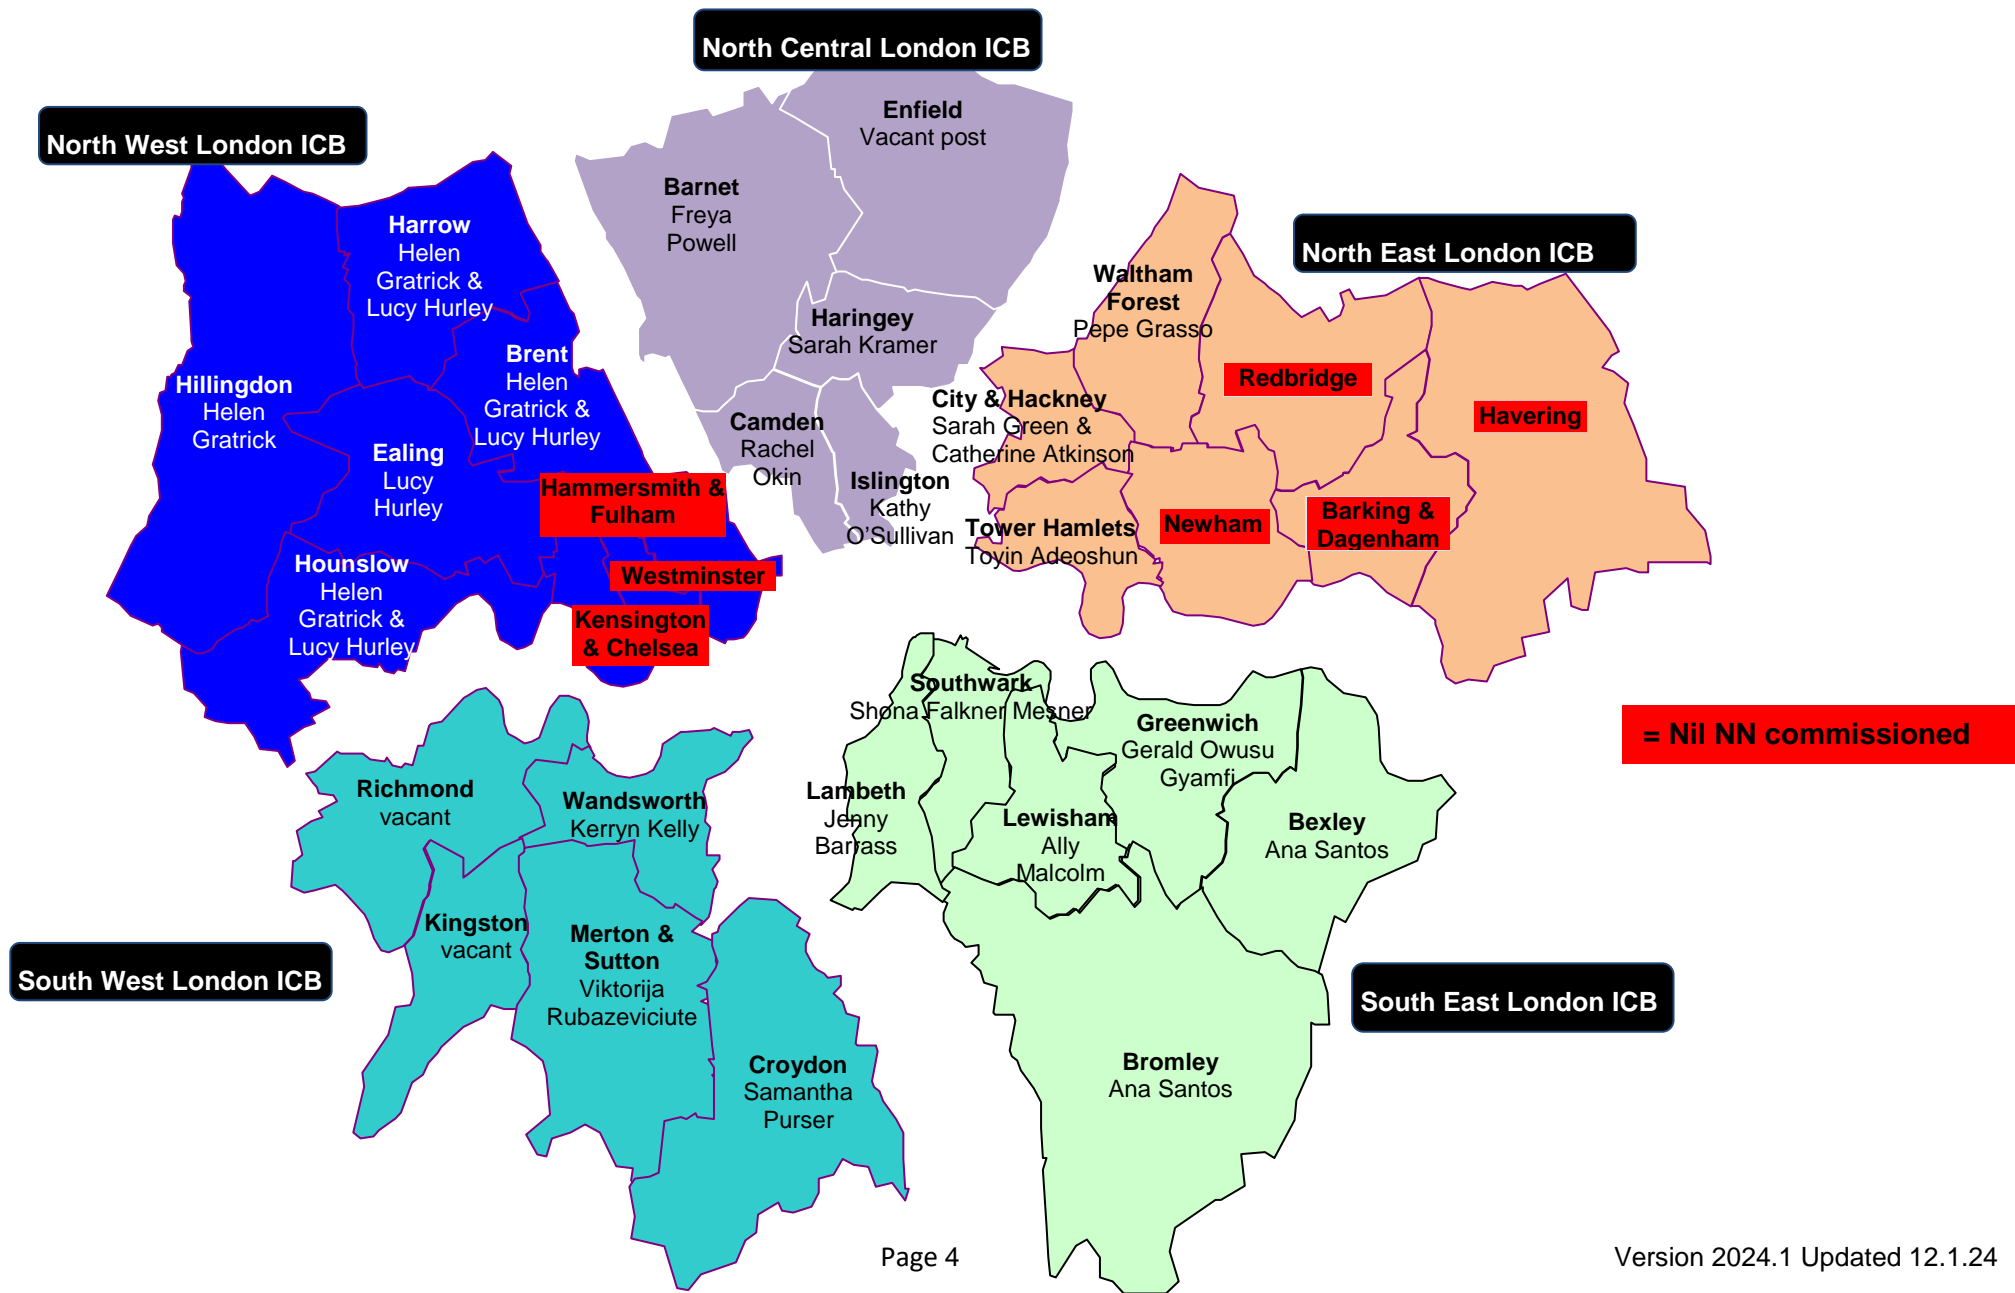 North Central London ICB
North West London ICB
Enfield
Vacant post
Barnet
Freya
Powell
Haringey
Sarah Kramer
Camden
Rachel
Okin
Islington
Kathy
O'Sullivan
Harrow
Helen
Gratrick &
Lucy Hurley
Brent
Helen
Gratrick &
Lucy Hurley
Hillingdon
Helen
Gratrick
Ealing
Lucy
Hurley
Hammersmith &
Fulham
Westminster
Kensington
& Chelsea
Hounslow
Helen
Gratrick &
Lucy Hurley
North East London ICB
Waltham
Forest
Pepe Grasso
Redbridge
Havering
City & Hackney
Sarah Green &
Catherine Atkinson
Tower Hamlets
Toyin Adeoshun
Newham
Barking &
Dagenham
= Nil NN commissioned
Southwark
Shona Falkner Mesner
Greenwich
Gerald Owusu
Gyamfi
Lambeth
Jenny
Barrass
Lewisham
Ally
Malcolm
Bexley
Ana Santos
Bromley
Ana Santos
South East London ICB
Richmond
vacant
Wandsworth
Kerryn Kelly
Kingston
vacant
Merton &
Sutton
Viktorija
Rubazeviciute
Croydon
Samantha
Purser
South West London ICB
Page 4
Version 2024.1 Updated 12.1.24